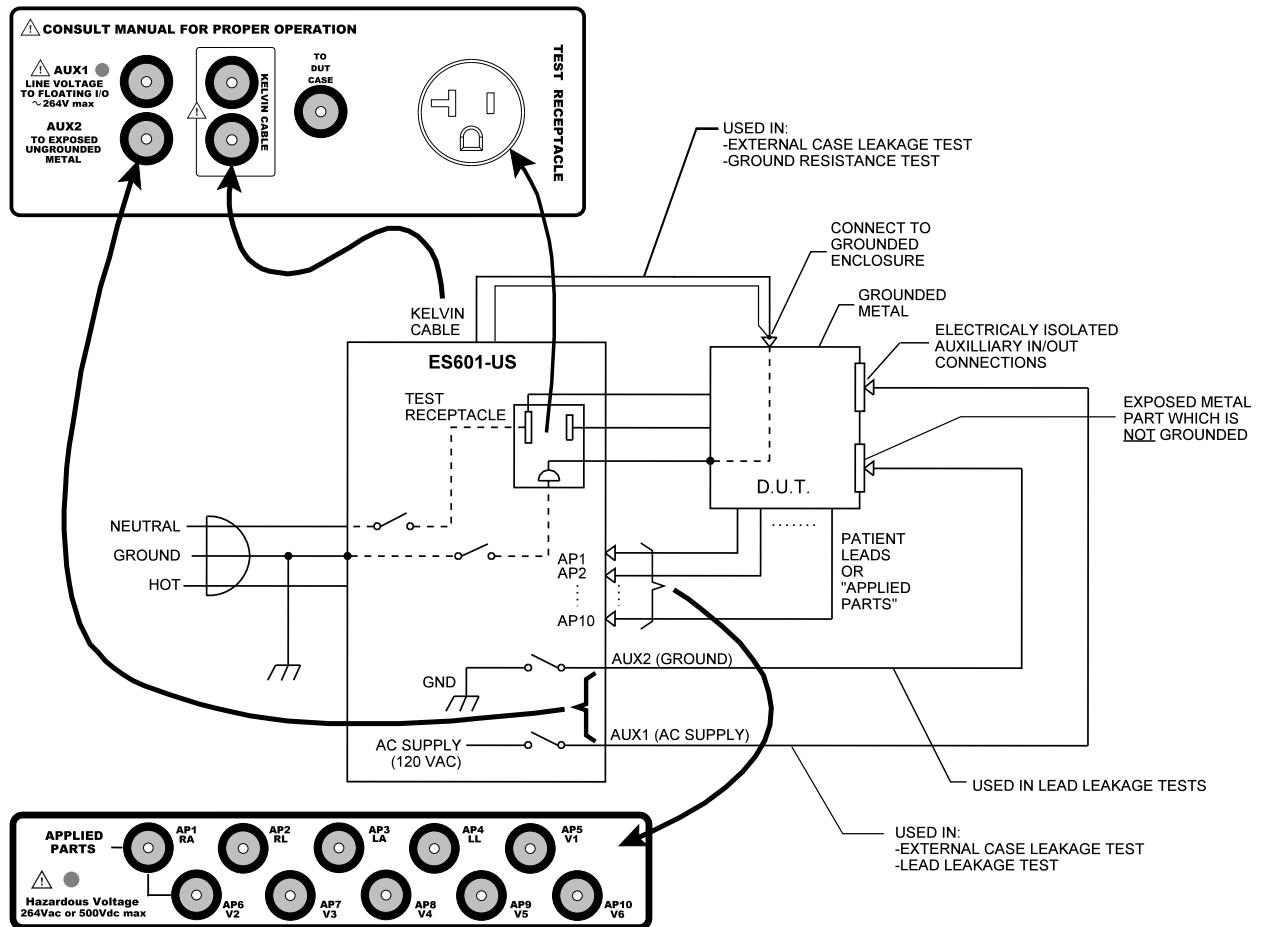 CONSULT MANUAL FOR PROPER OPERATION
AUX1
LINE VOLTAGE
TO FLOATING I/O
~264V max
AUX2
TO EXPOSED
UNGROUNDED
METAL
KELVIN CABLE
TO
DUT
CASE
TEST RECEPTACLE
USED IN:
-EXTERNAL CASE LEAKAGE TEST
-GROUND RESISTANCE TEST
CONNECT TO
GROUNDED
ENCLOSURE
GROUNDED
METAL
ELECTRICALY ISOLATED
AUXILLIARY IN/OUT
CONNECTIONS
EXPOSED METAL
PART WHICH IS
NOT GROUNDED
KELVIN
CABLE
ES601-US
TEST
RECEPTACLE
D.U.T.
NEUTRAL
GROUND
HOT
AP1
AP2
AP10
PATIENT
LEADS
OR
"APPLIED
PARTS"
AUX2 (GROUND)
GND
AUX1 (AC SUPPLY)
AC SUPPLY
(120 VAC)
USED IN LEAD LEAKAGE TESTS
USED IN:
-EXTERNAL CASE LEAKAGE TEST
-LEAD LEAKAGE TEST
APPLIED
PARTS
AP1
RA
AP2
RL
AP3
LA
AP4
LL
AP5
V1
Hazardous Voltage
264Vac or 500Vdc max
AP6
V2
AP7
V3
AP8
V4
AP9
V5
AP10
V6